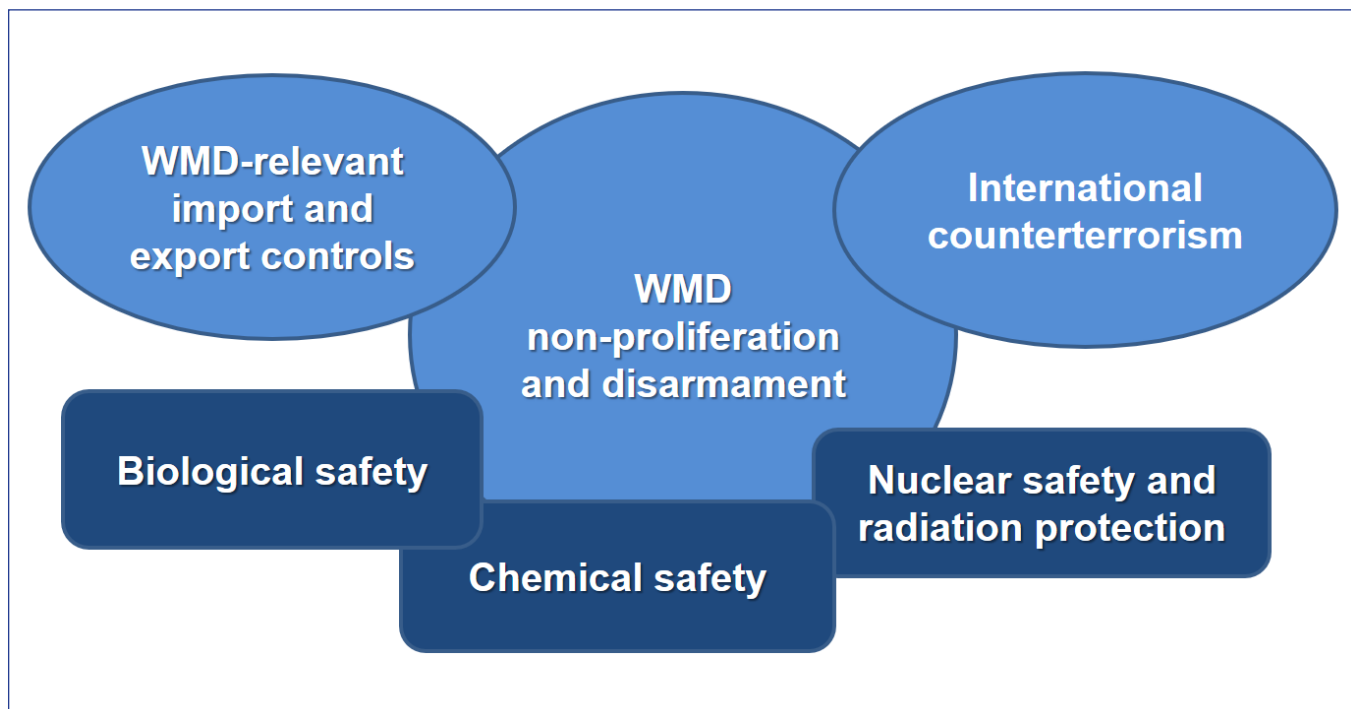 WMD-relevant
import and
export controls
International
counterterrorism
WMD
non-proliferation
and disarmament
Biological safety
Nuclear safety and
radiation protection
Chemical safety